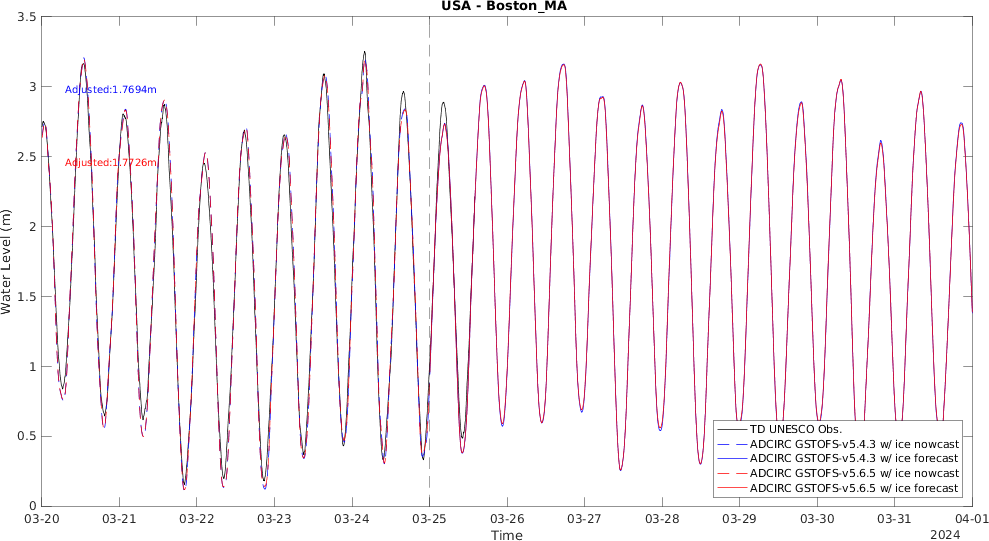 USA - Boston_MA
3.5
3
2.5
2
1.5
1
0.5
0
Water Level (m)
Adjusted:1.7694m
Adjusted:1.7726m
TD UNESCO Obs.
ADCIRC GSTOFS-v5.4.3 w/ ice nowcast
ADCIRC GSTOFS-v5.4.3 w/ ice forecast
ADCIRC GSTOFS-v5.6.5 w/ ice nowcast
ADCIRC GSTOFS-v5.6.5 w/ ice forecast
03-20 03-21 03-22 03-23 03-24 03-25 03-26 03-27 03-28 03-29 03-30 03-31 04-01
Time
2024